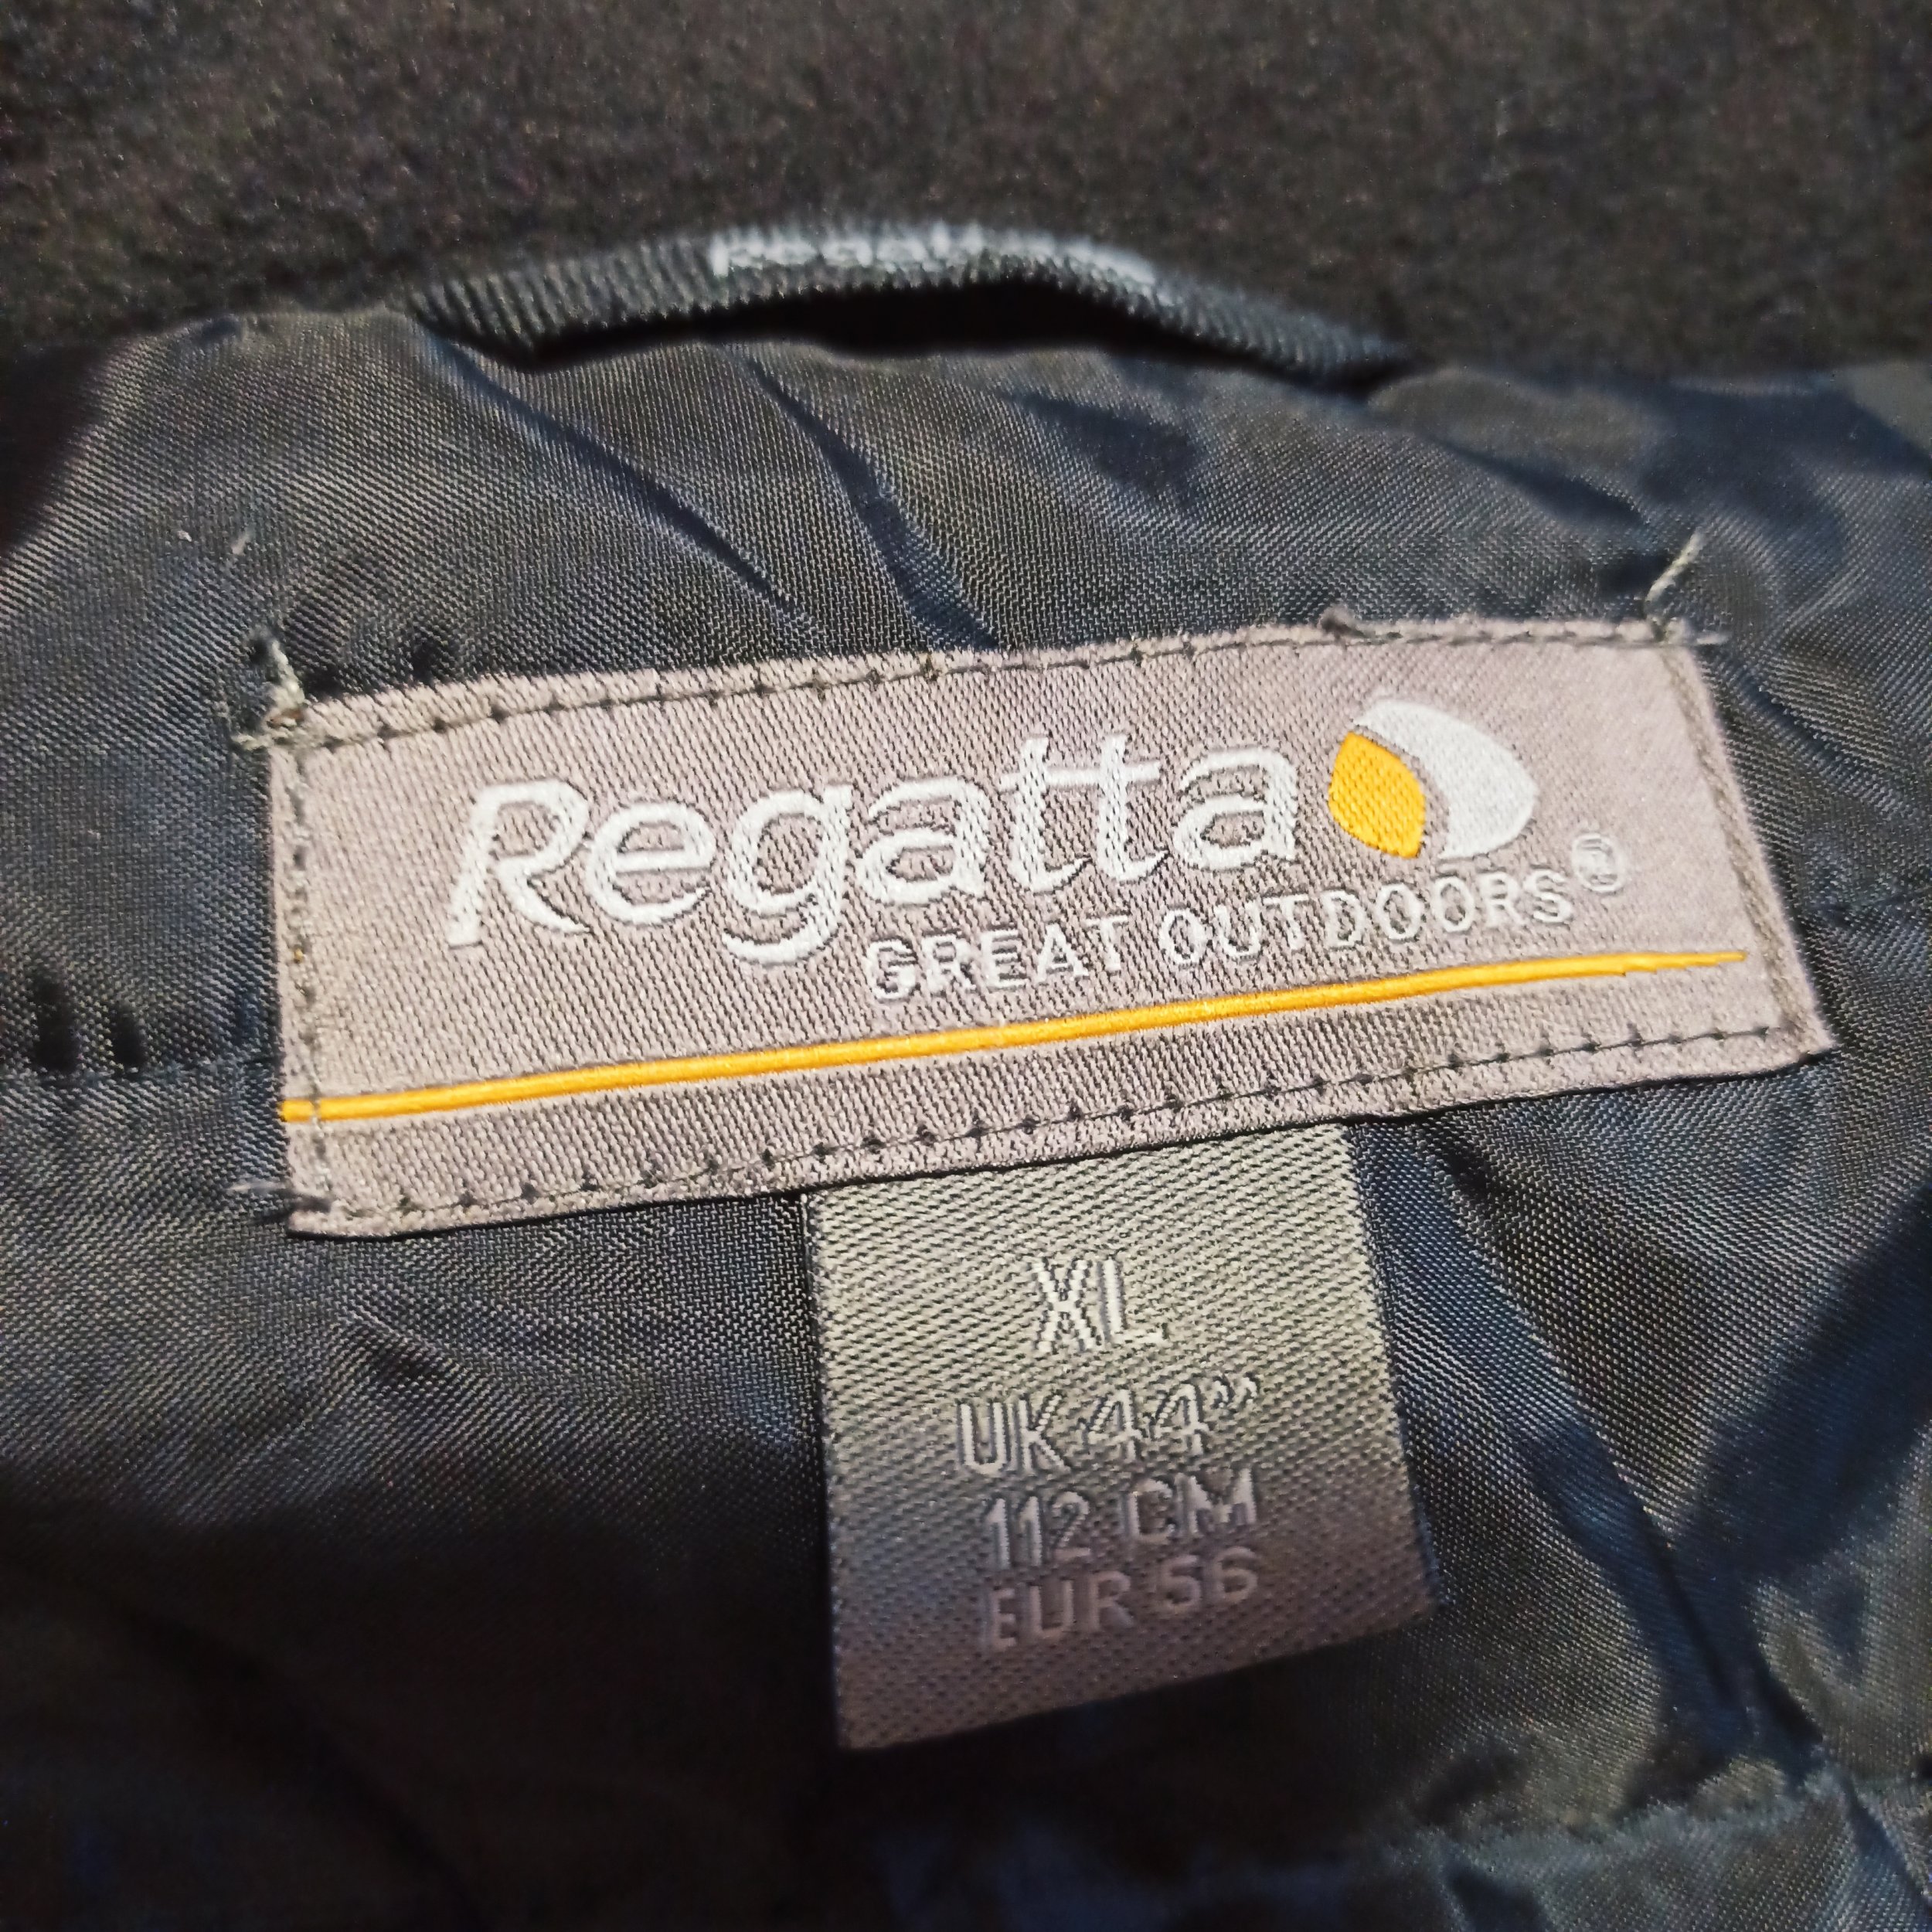 Regatta
GREAT OUTDOORS®
XL
UK 44”
112 CM
EUR 56